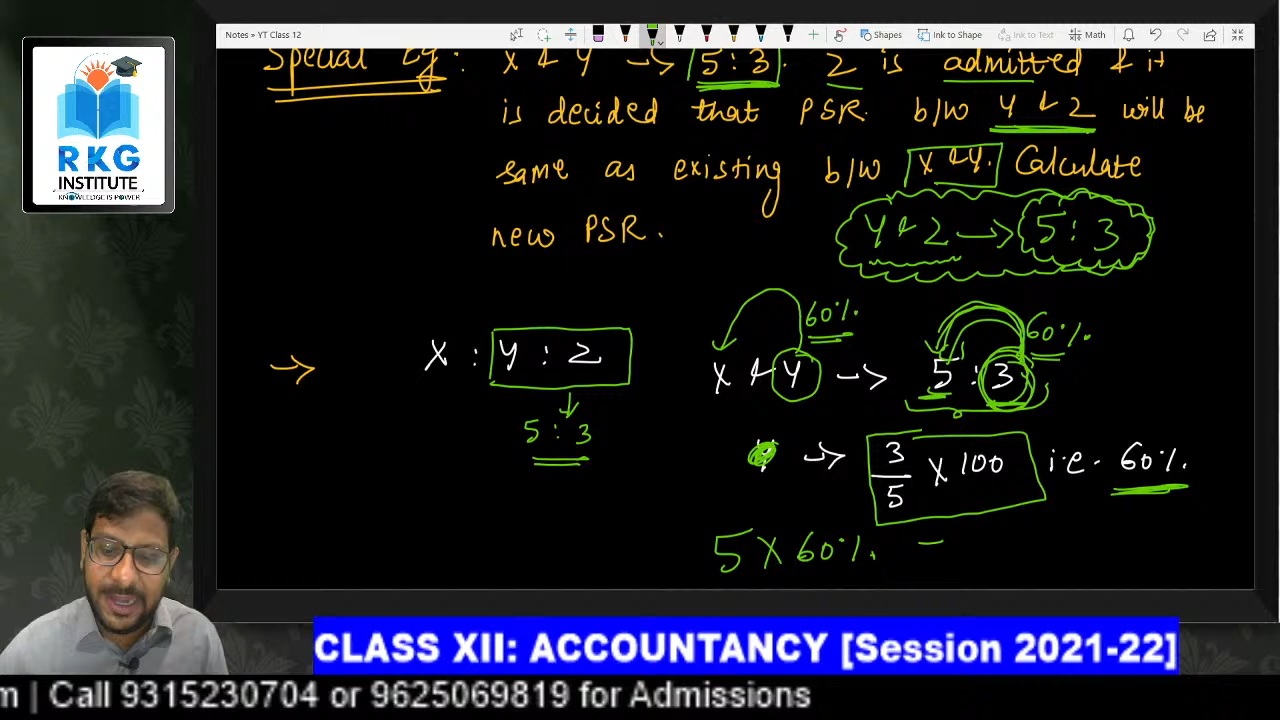 Notes » YT Class 12
Shapes Ink to Shape Ink to Text Ink to Math
Special Eg: X & Y → 5 : 3. Z is admitted & it
is decided that PSR b/w Y & Z will be
same as existing b/w X & Y. Calculate
new PSR.
Y & Z → 5 : 3
X : Y : Z
5 : 3
60%
60%
X & Y → 5 : 3
→ 3/5 X 100 i.e. 60%.
5 X 60% =
RKG
INSTITUTE
KNOWLEDGE IS POWER
CLASS XII: ACCOUNTANCY [Session 2021-22]
m | Call 9315230704 or 9625069819 for Admissions